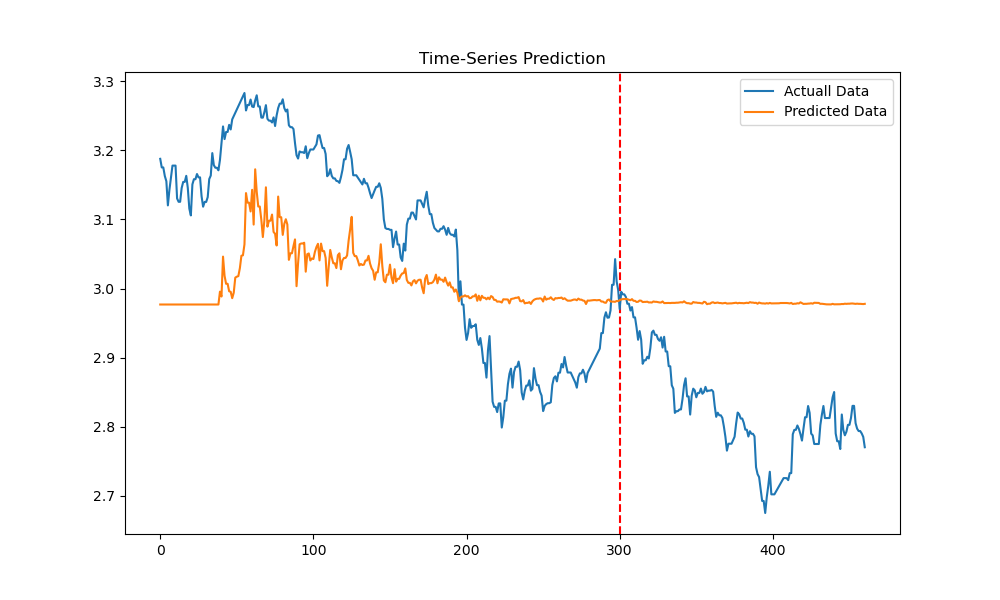 Time-Series Prediction
Actuall Data
Predicted Data
3.3
3.2
3.1
3.0
2.9
2.8
2.7
0 100 200 300 400